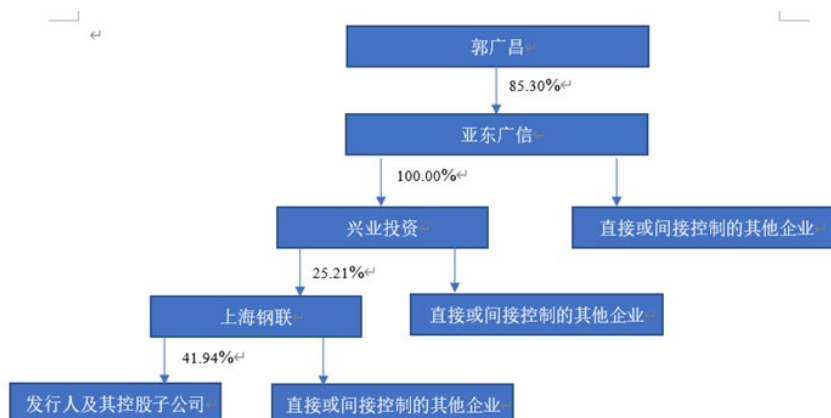 郭广昌
85.30%
亚东广信
100.00%
兴业投资
直接或间接控制的其他企业
25.21%
上海钢联
直接或间接控制的其他企业
41.94%
发行人及其控股子公司
直接或间接控制的其他企业